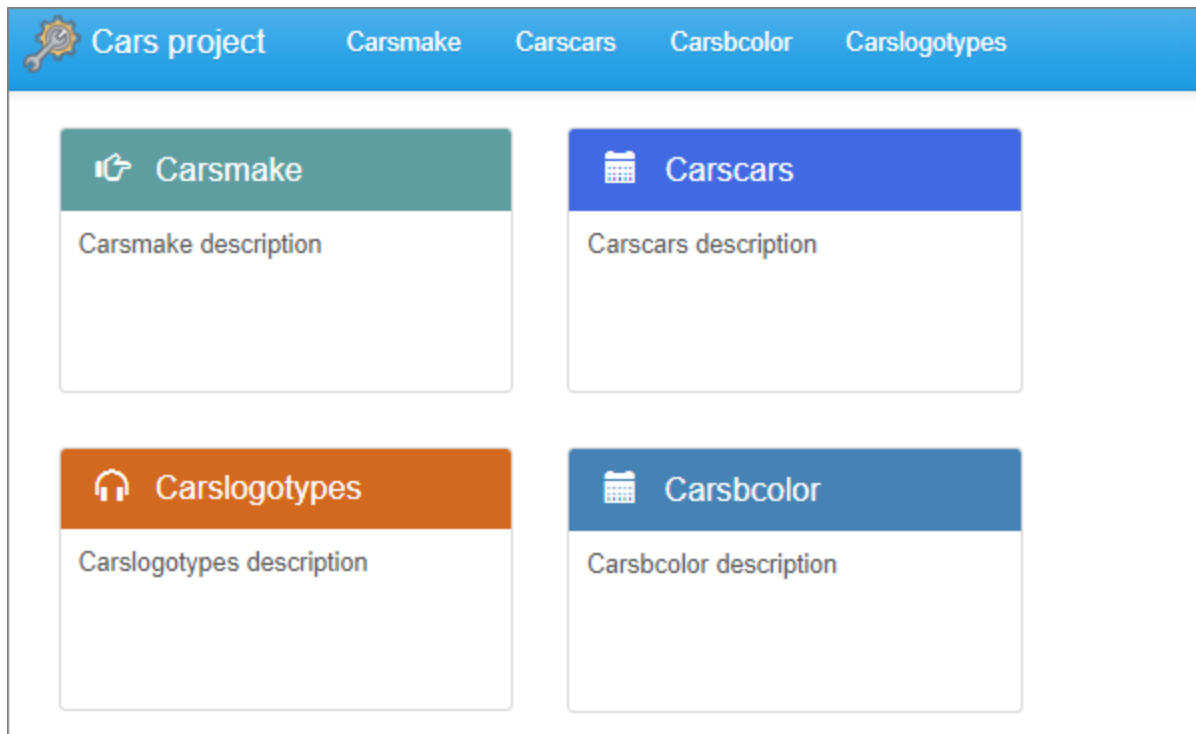 Cars project Carsmake Carscars Carsbcolor Carslogotypes
Carsmake
Carsmake description
Carscars
Carscars description
Carslogotypes
Carslogotypes description
Carsbcolor
Carsbcolor description